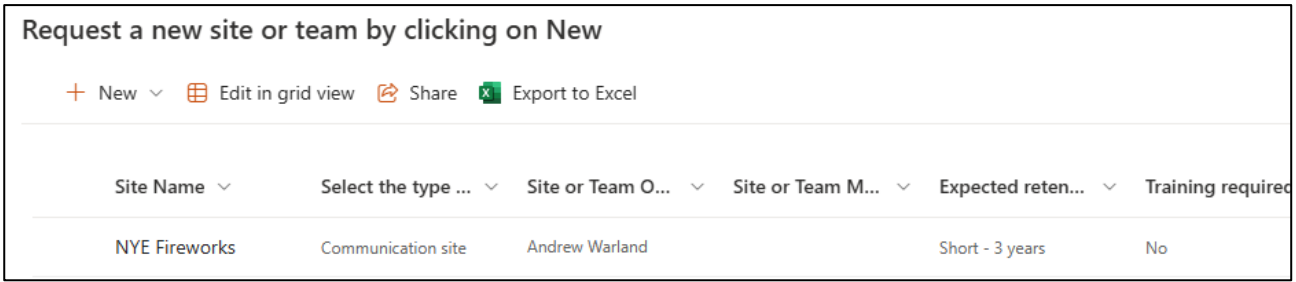 Request a new site or team by clicking on New
New Edit in grid view Share Export to Excel
Site Name Select the type ... Site or Team O... Site or Team M... Expected reten... Training required
NYE Fireworks Communication site Andrew Warland Short - 3 years No